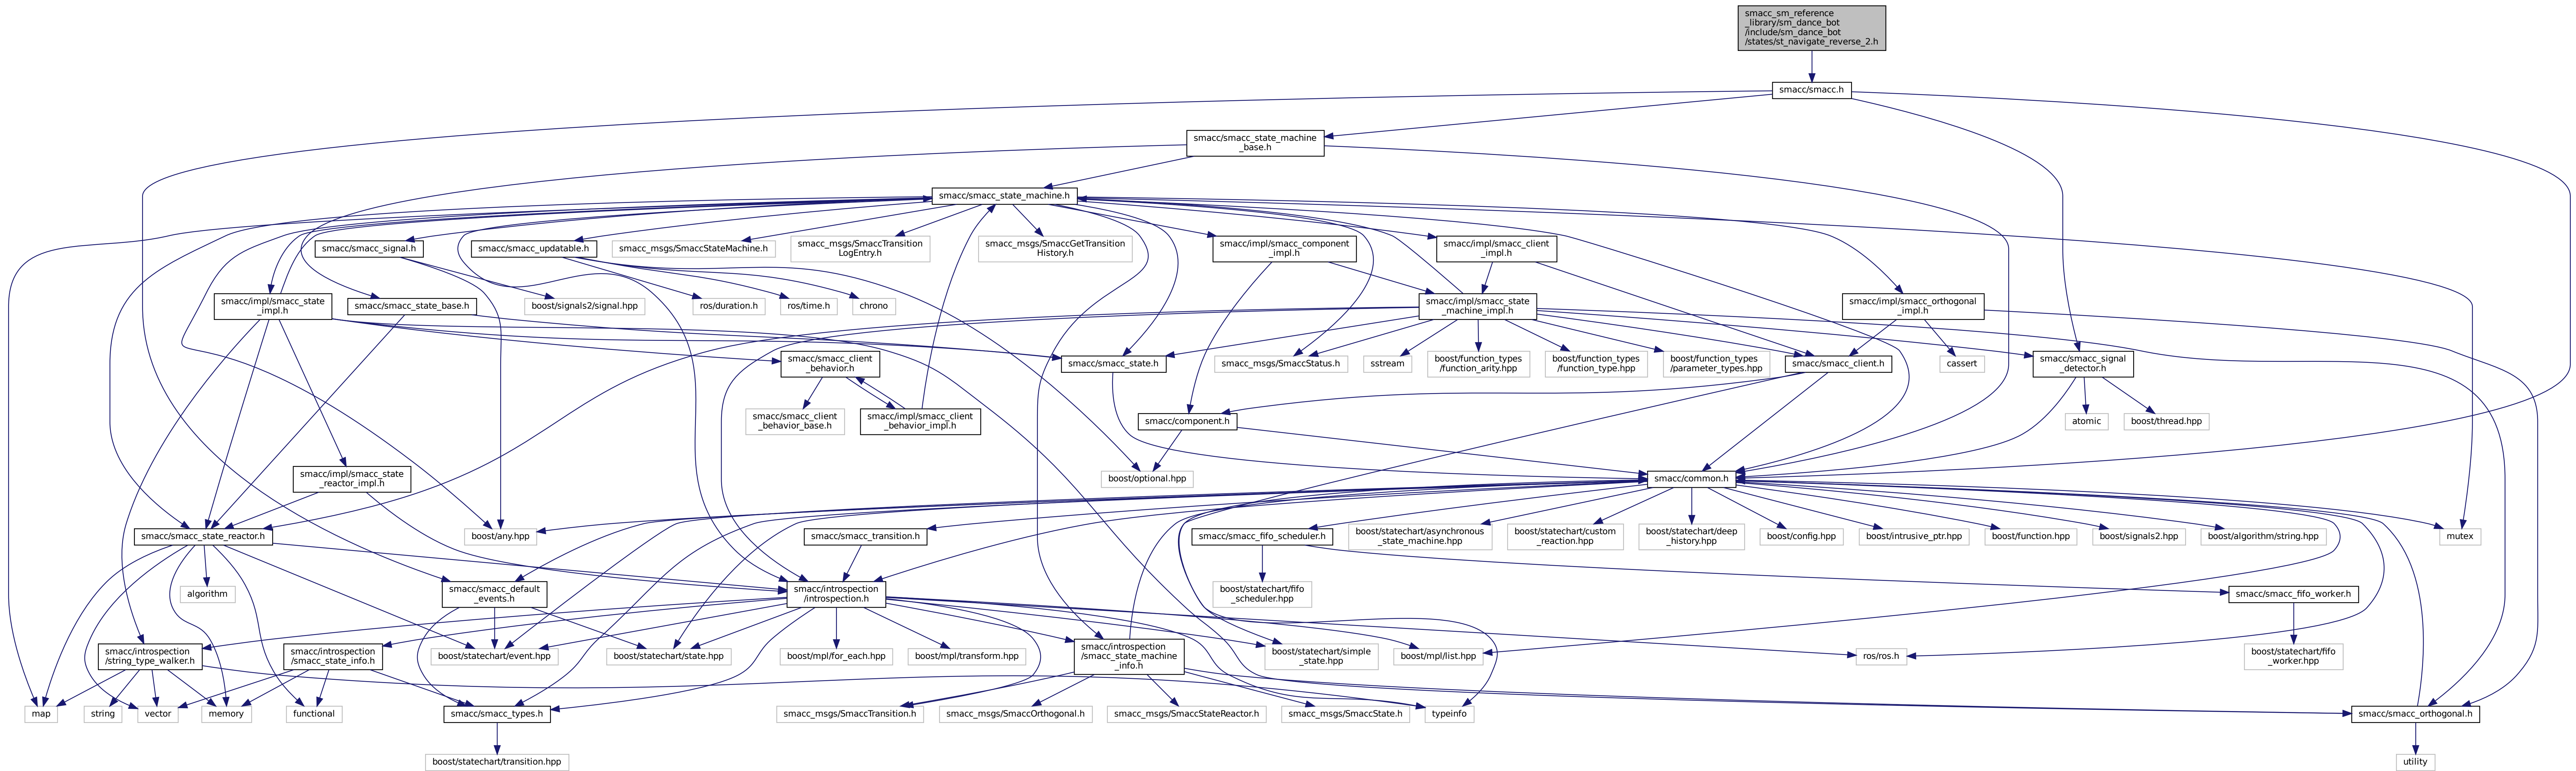 smacc_sm_reference
_library/sm_dance_bot
/include/sm_dance_bot
/states/st_navigate_reverse_2.h
smacc/smacc.h
smacc/smacc_state_machine
_base.h
smacc/smacc_state_machine.h
smacc/smacc_signal.h
smacc/smacc_updatable.h
smacc_msgs/SmaccStateMachine.h
smacc_msgs/SmaccTransition
LogEntry.h
smacc_msgs/SmaccGetTransition
History.h
smacc/impl/smacc_component
_impl.h
smacc/impl/smacc_client
_impl.h
smacc/impl/smacc_state
_impl.h
smacc/smacc_state_base.h
boost/signals2/signal.hpp
ros/duration.h
ros/time.h
chrono
smacc/impl/smacc_state
_machine_impl.h
smacc/impl/smacc_orthogonal
_impl.h
smacc/smacc_client
_behavior.h
smacc/smacc_state.h
smacc_msgs/SmaccStatus.h
sstream
boost/function_types
/function_arity.hpp
boost/function_types
/function_type.hpp
boost/function_types
/parameter_types.hpp
smacc/smacc_client.h
cassert
smacc/smacc_signal
_detector.h
smacc/smacc_client
_behavior_base.h
smacc/impl/smacc_client
_behavior_impl.h
smacc/component.h
atomic
boost/thread.hpp
smacc/impl/smacc_state
_reactor_impl.h
boost/optional.hpp
smacc/common.h
smacc/smacc_state_reactor.h
boost/any.hpp
smacc/smacc_transition.h
smacc/smacc_fifo_scheduler.h
boost/statechart/asynchronous
_state_machine.hpp
boost/statechart/custom
_reaction.hpp
boost/statechart/deep
_history.hpp
boost/config.hpp
boost/intrusive_ptr.hpp
boost/function.hpp
boost/signals2.hpp
boost/algorithm/string.hpp
mutex
algorithm
smacc/smacc_default
_events.h
smacc/introspection
/introspection.h
boost/statechart/fifo
_scheduler.hpp
smacc/smacc_fifo_worker.h
smacc/introspection
/string_type_walker.h
smacc/introspection
/smacc_state_info.h
boost/statechart/event.hpp
boost/statechart/state.hpp
boost/mpl/for_each.hpp
boost/mpl/transform.hpp
smacc/introspection
/smacc_state_machine
_info.h
boost/statechart/simple
_state.hpp
boost/mpl/list.hpp
ros/ros.h
boost/statechart/fifo
_worker.hpp
map
string
vector
memory
functional
smacc/smacc_types.h
smacc_msgs/SmaccTransition.h
smacc_msgs/SmaccOrthogonal.h
smacc_msgs/SmaccStateReactor.h
smacc_msgs/SmaccState.h
typeinfo
smacc/smacc_orthogonal.h
boost/statechart/transition.hpp
utility